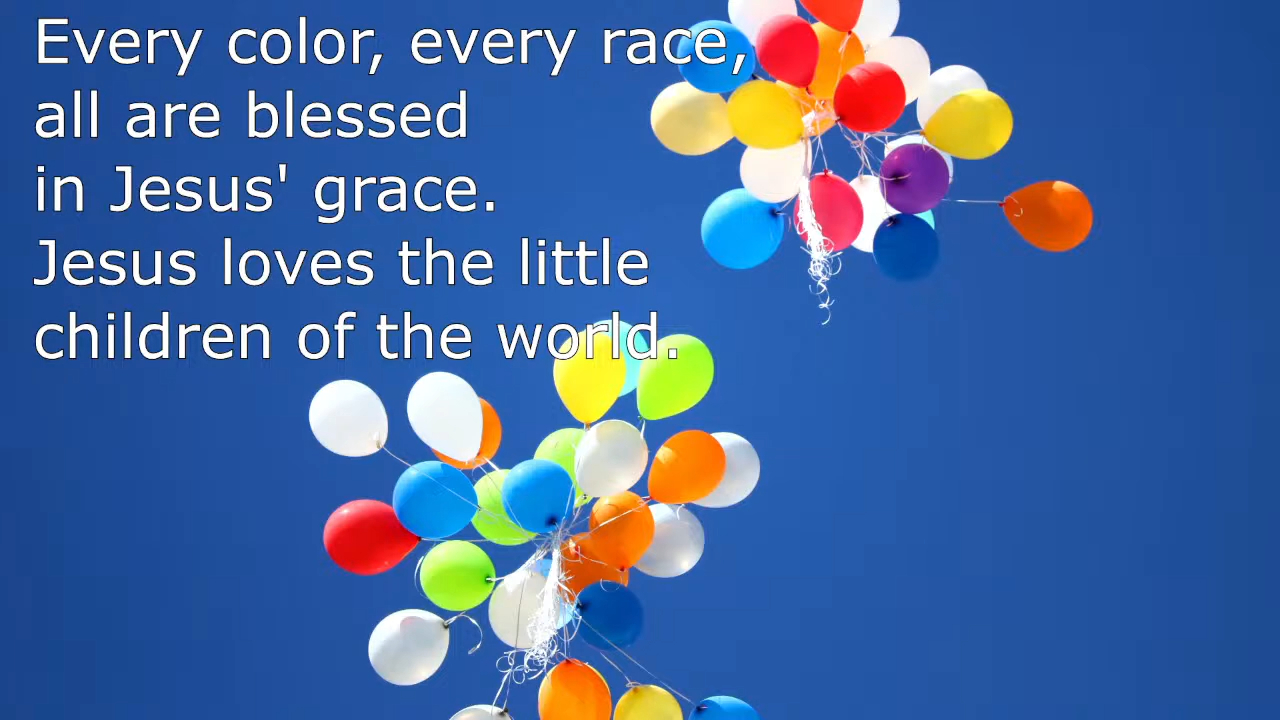 Every color, every race,
all are blessed
in Jesus' grace.
Jesus loves the little
children of the world.